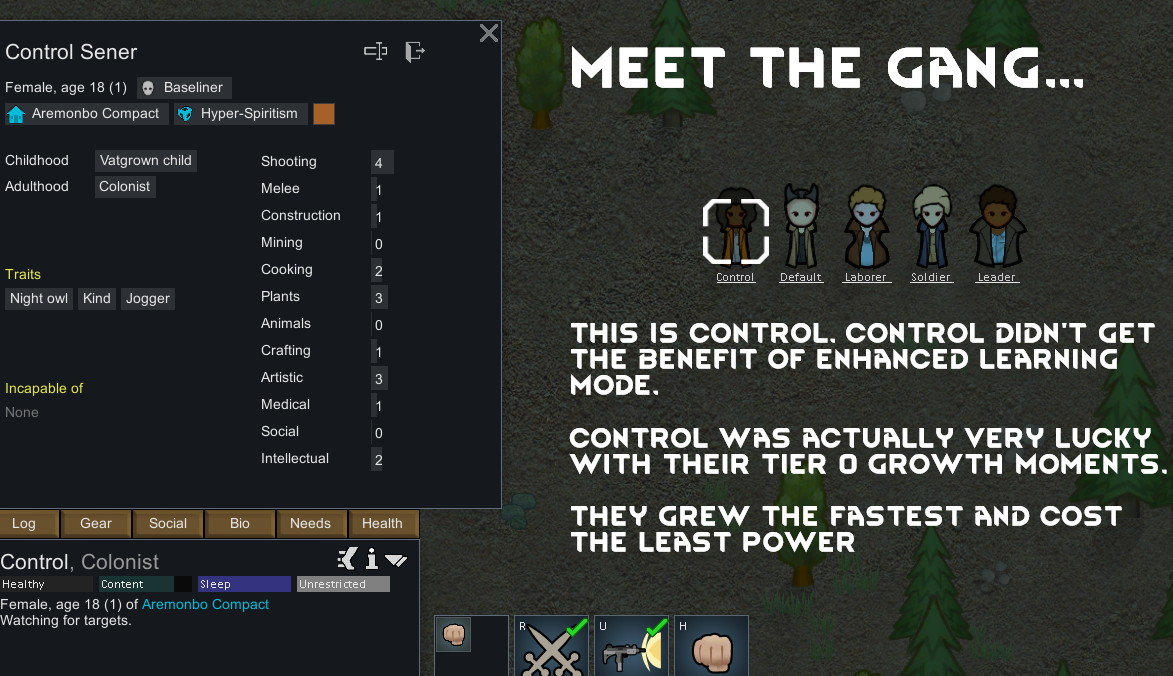 Control Sener
Female, age 18 (1) Baseliner
Aremonbo Compact Hyper-Spiritism
Childhood Vatgrown child
Adulthood Colonist
Traits
Night owl Kind Jogger
Incapable of
None
Shooting 4
Melee 1
Construction 1
Mining 0
Cooking 2
Plants 3
Animals 0
Crafting 1
Artistic 3
Medical 1
Social 0
Intellectual 2
Log Gear Social Bio Needs Health
Control, Colonist
Healthy Content Sleep Unrestricted
Female, age 18 (1) of Aremonbo Compact
Watching for targets.
MEET THE GANG...
Control Default Laborer Soldier Leader
THIS IS CONTROL. CONTROL DIDN'T GET
THE BENEFIT OF ENHANCED LEARNING
MODE.
CONTROL WAS ACTUALLY VERY LUCKY
WITH THEIR TIER 0 GROWTH MOMENTS.
THEY GREW THE FASTEST AND COST
THE LEAST POWER
R U H